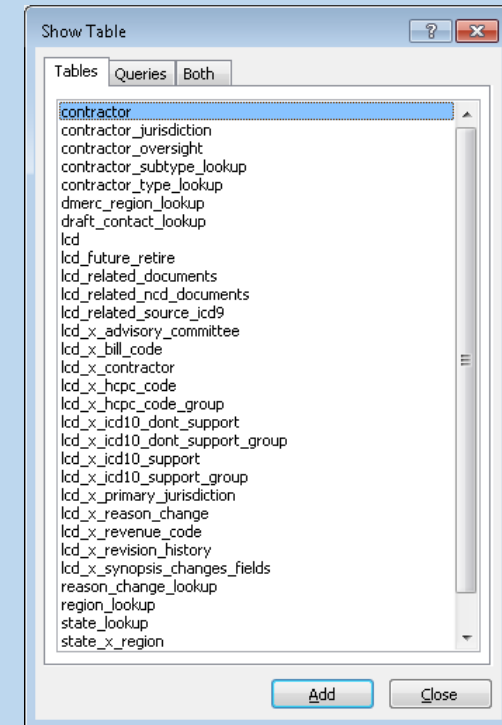 Show Table
?
Tables Queries Both
contractor
contractor_jurisdiction
contractor_oversight
contractor_subtype_lookup
contractor_type_lookup
dmerc_region_lookup
draft_contact_lookup
lcd
lcd_future_retire
lcd_related_documents
lcd_related_ncd_documents
lcd_related_source_icd9
lcd_x_advisory_committee
lcd_x_bill_code
lcd_x_contractor
lcd_x_hcpc_code
lcd_x_hcpc_code_group
lcd_x_icd10_dont_support
lcd_x_icd10_dont_support_group
lcd_x_icd10_support
lcd_x_icd10_support_group
lcd_x_primary_jurisdiction
lcd_x_reason_change
lcd_x_revenue_code
lcd_x_revision_history
lcd_x_synopsis_changes_fields
reason_change_lookup
region_lookup
state_lookup
state_x_region
Add Close